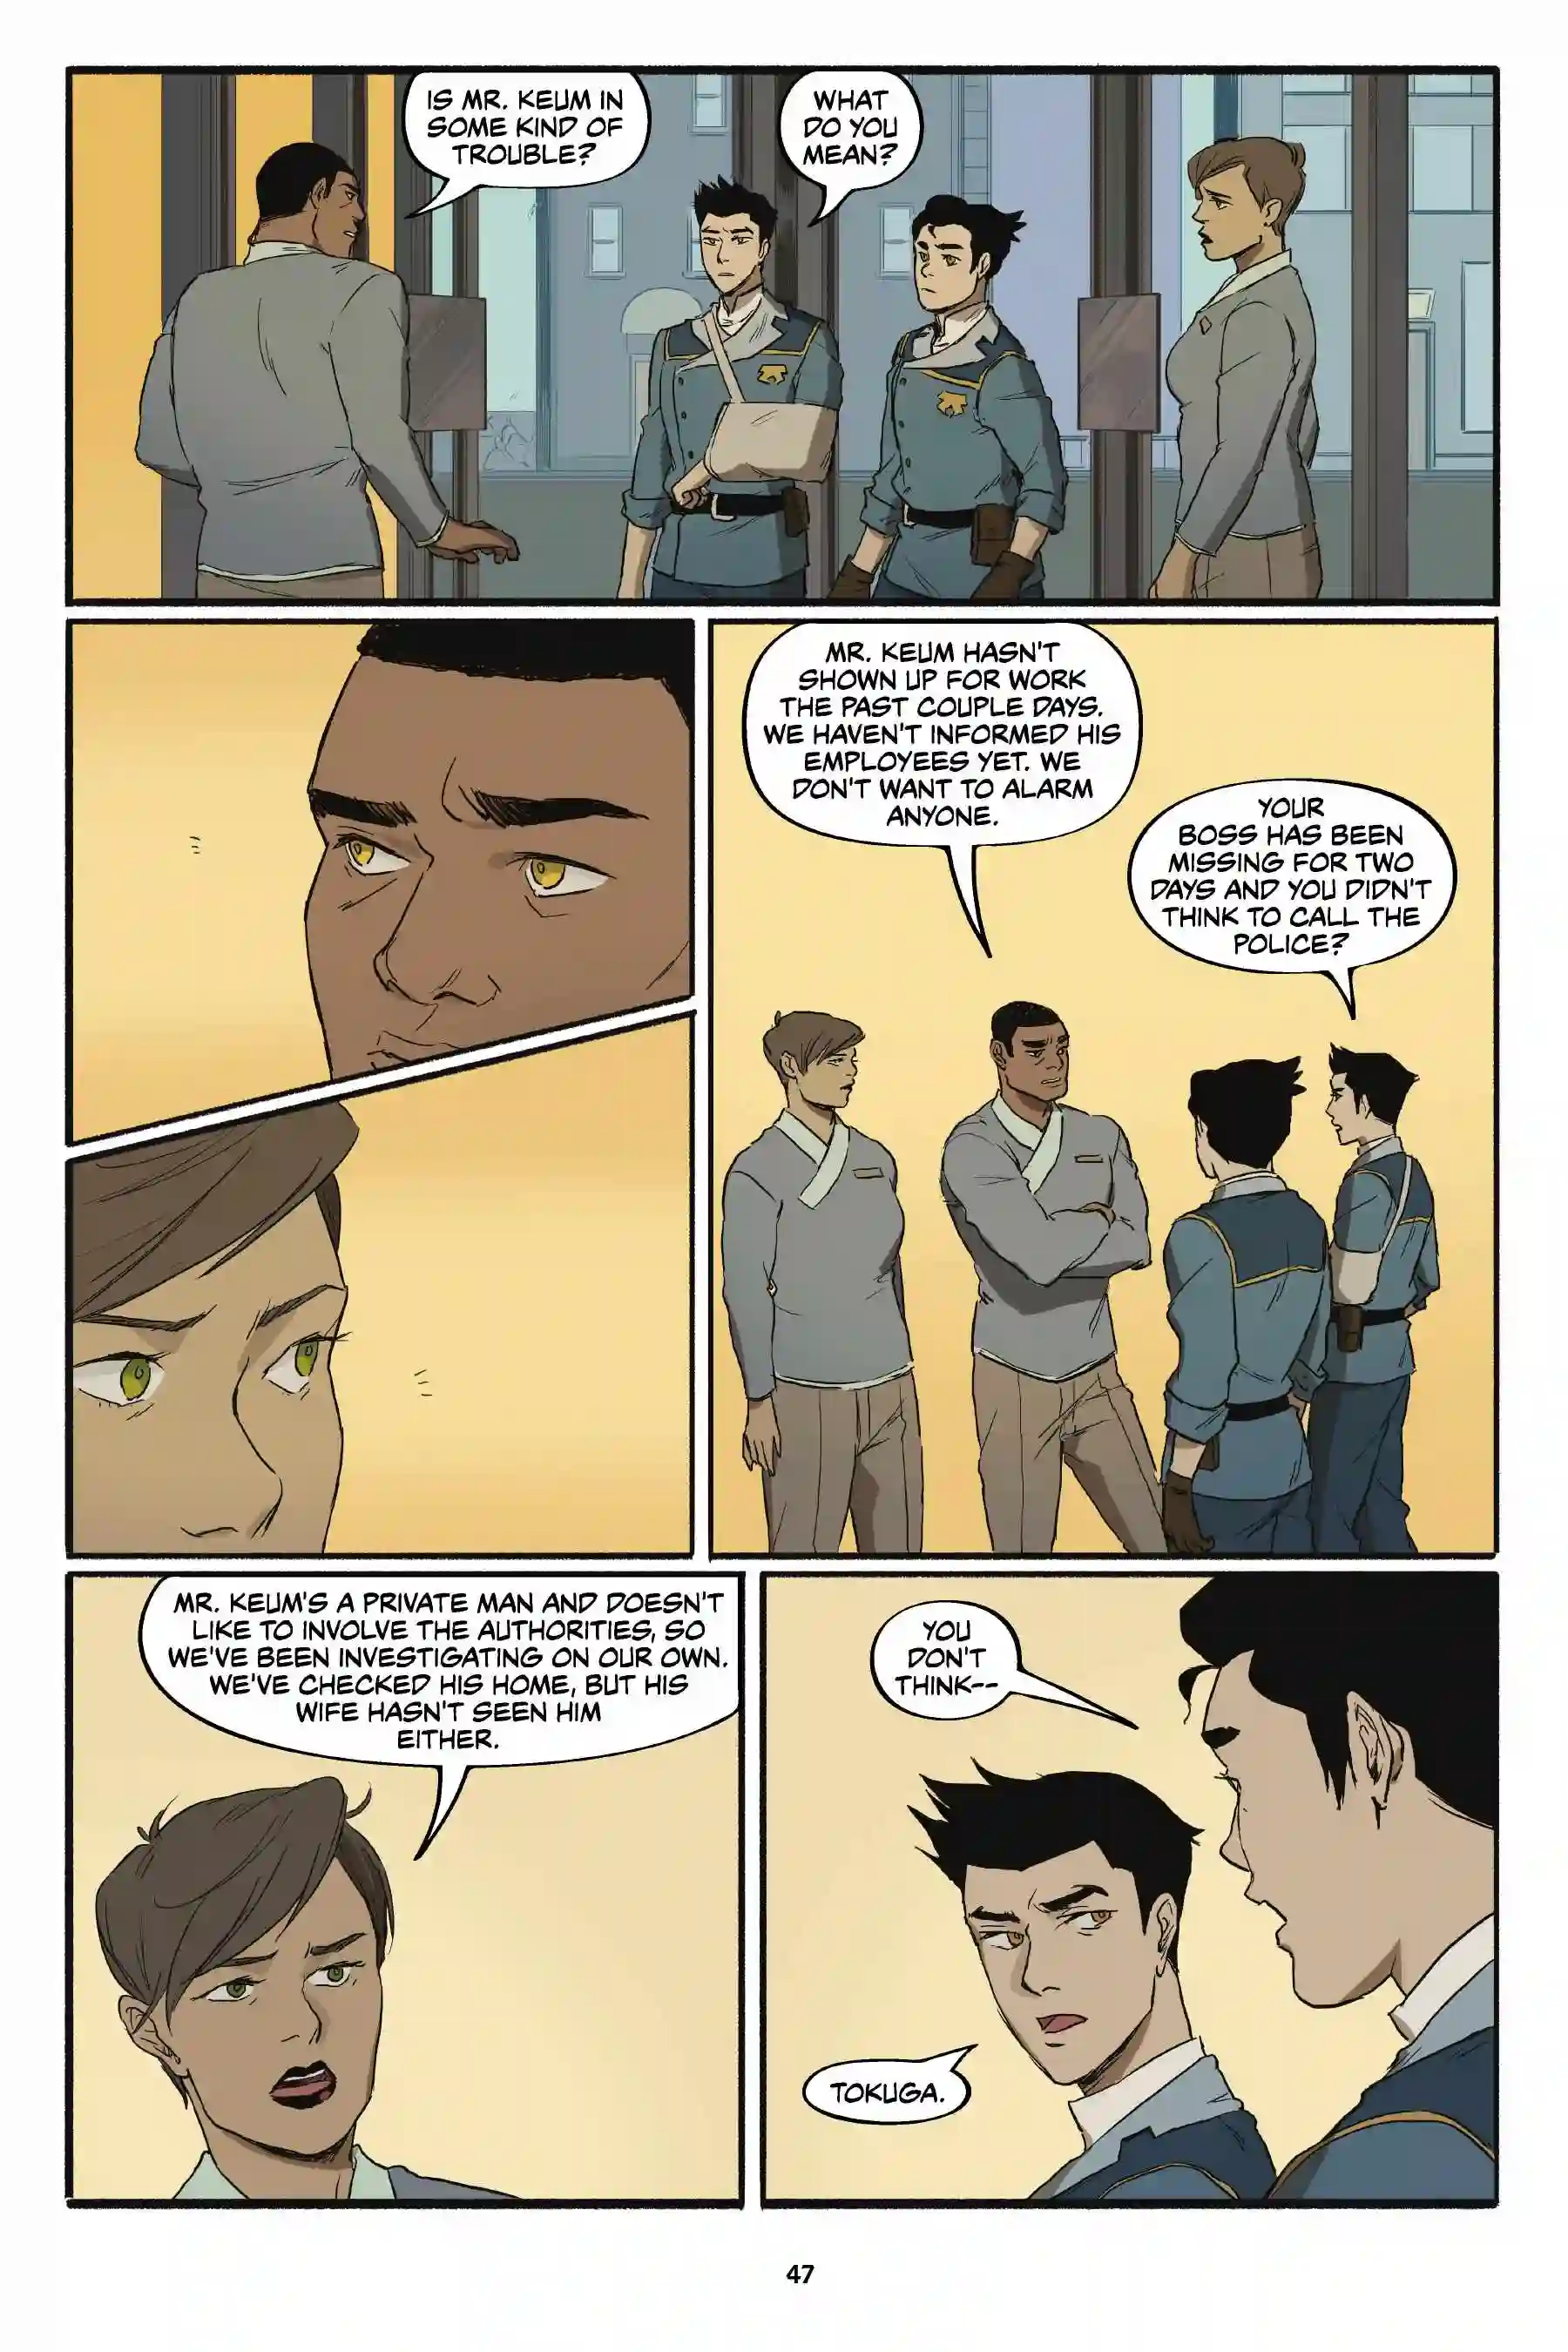 IS MR. KEUM IN
SOME KIND OF
TROUBLE?
WHAT
DO YOU
MEAN?
MR. KEUM HASN'T
SHOWN UP FOR WORK
THE PAST COUPLE DAYS.
WE HAVEN'T INFORMED HIS
EMPLOYEES YET. WE
DON'T WANT TO ALARM
ANYONE.
YOUR
BOSS HAS BEEN
MISSING FOR TWO
DAYS AND YOU DIDN'T
THINK TO CALL THE
POLICE?
MR. KEUM'S A PRIVATE MAN AND DOESN'T
LIKE TO INVOLVE THE AUTHORITIES, SO
WE'VE BEEN INVESTIGATING ON OUR OWN.
WE'VE CHECKED HIS HOME, BUT HIS
WIFE HASN'T SEEN HIM
EITHER.
YOU
DON'T
THINK--
TOKUGA.
47